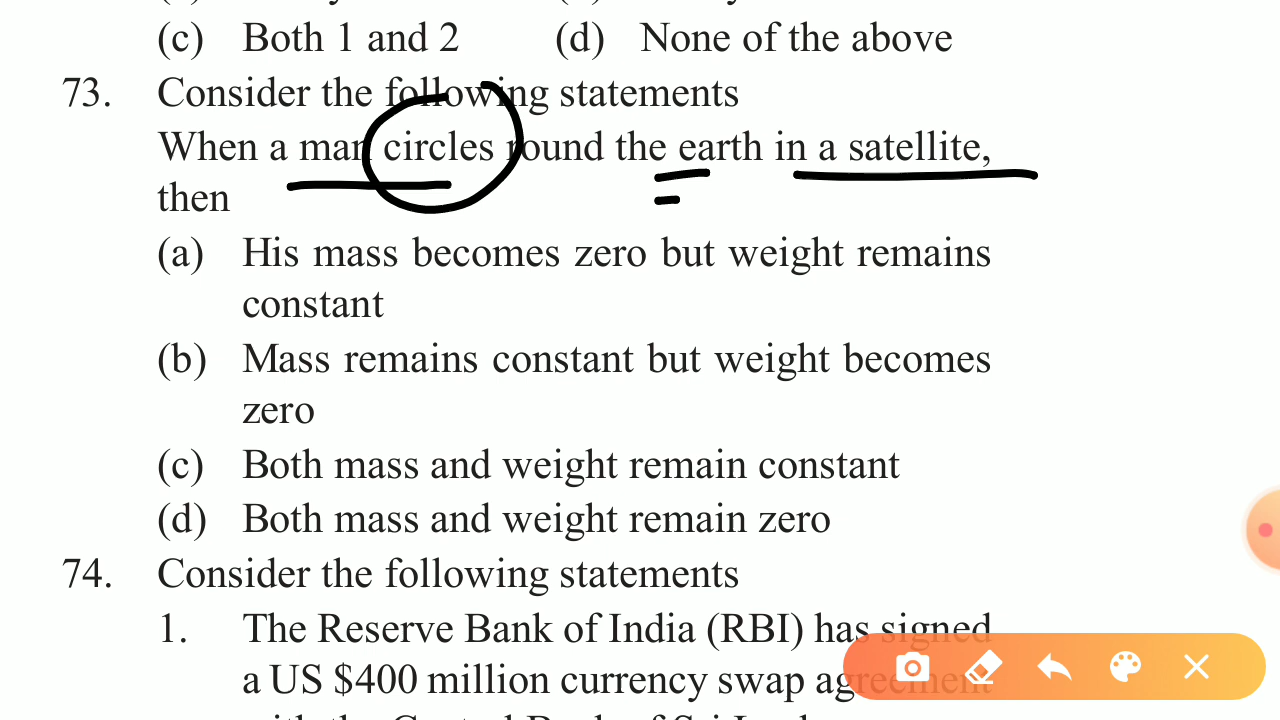 (c) Both 1 and 2 (d) None of the above
73. Consider the following statements
When a man circles round the earth in a satellite,
then
(a) His mass becomes zero but weight remains
constant
(b) Mass remains constant but weight becomes
zero
(c) Both mass and weight remain constant
(d) Both mass and weight remain zero
74. Consider the following statements
1. The Reserve Bank of India (RBI) has signed
a US $400 million currency swap agreement